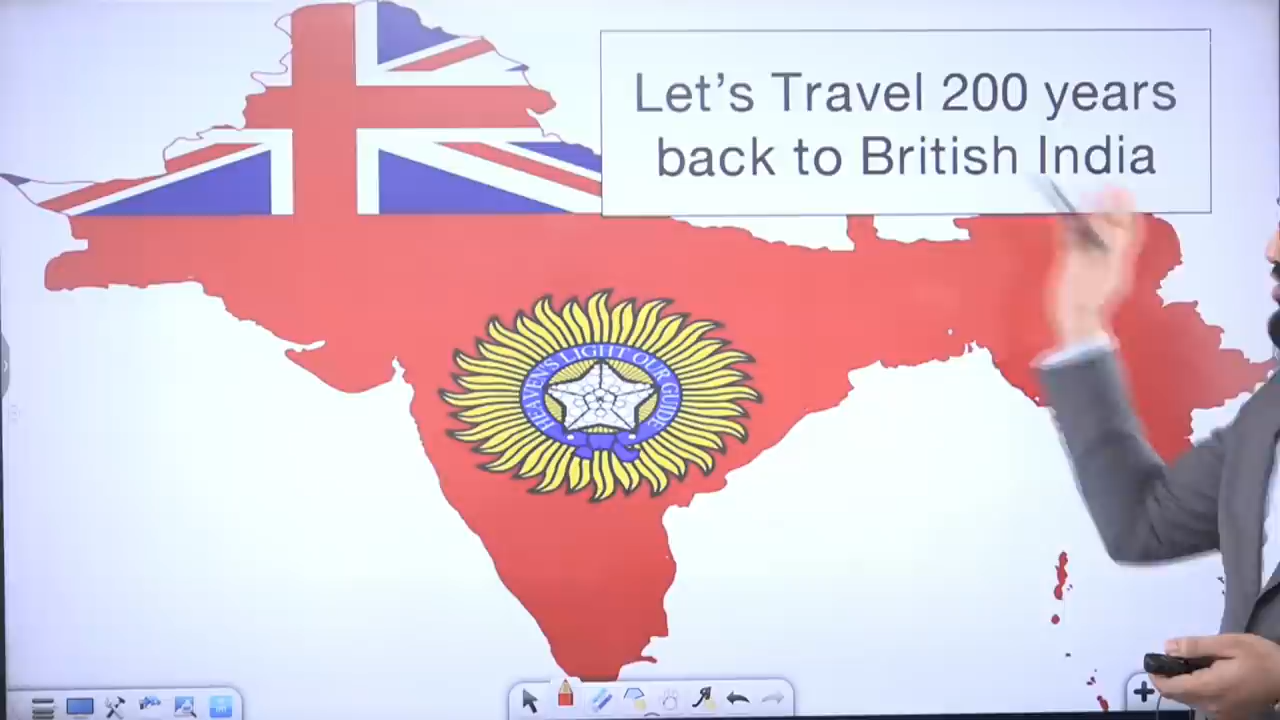 Let's Travel 200 years
back to British India
HEAVEN'S LIGHT OUR GUIDE